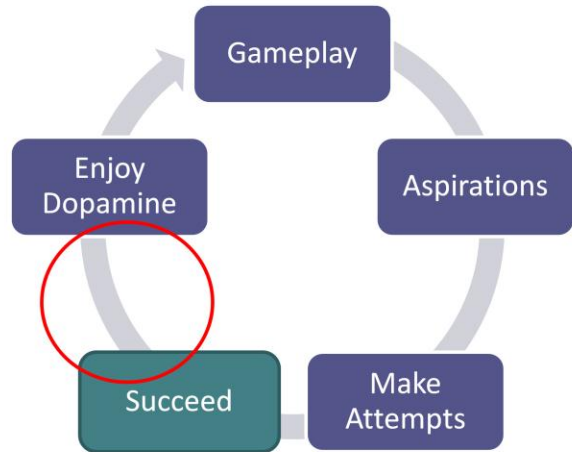 Gameplay
Aspirations
Make
Attempts
Succeed
Enjoy
Dopamine